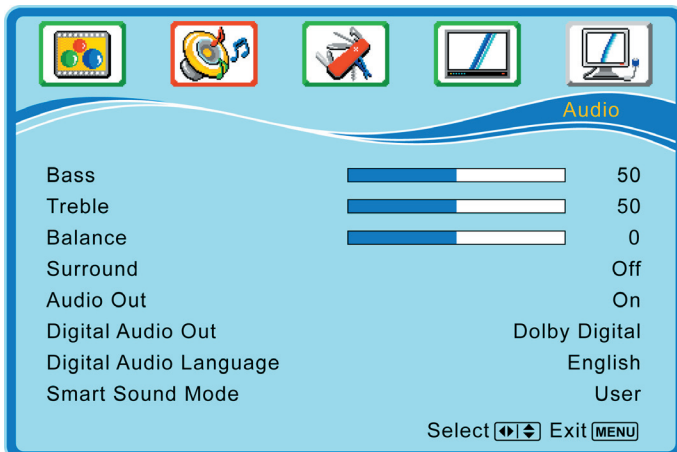 Audio
Bass 50
Treble 50
Balance 0
Surround Off
Audio Out On
Digital Audio Out Dolby Digital
Digital Audio Language English
Smart Sound Mode User
Select Exit MENU